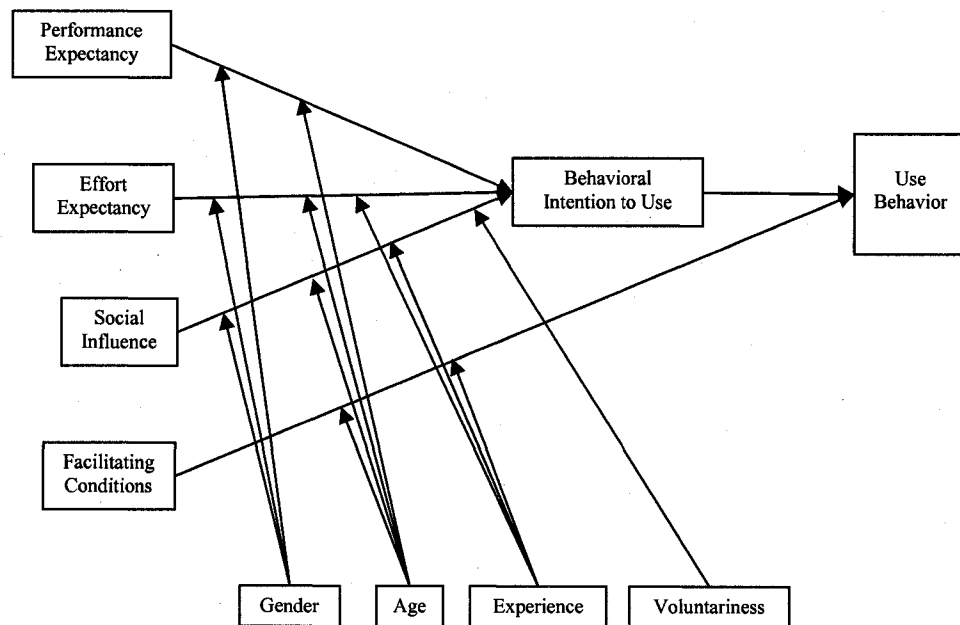 Performance
Expectancy
Effort
Expectancy
Behavioral
Intention to Use
Use
Behavior
Social
Influence
Facilitating
Conditions
Gender
Age
Experience
Voluntariness